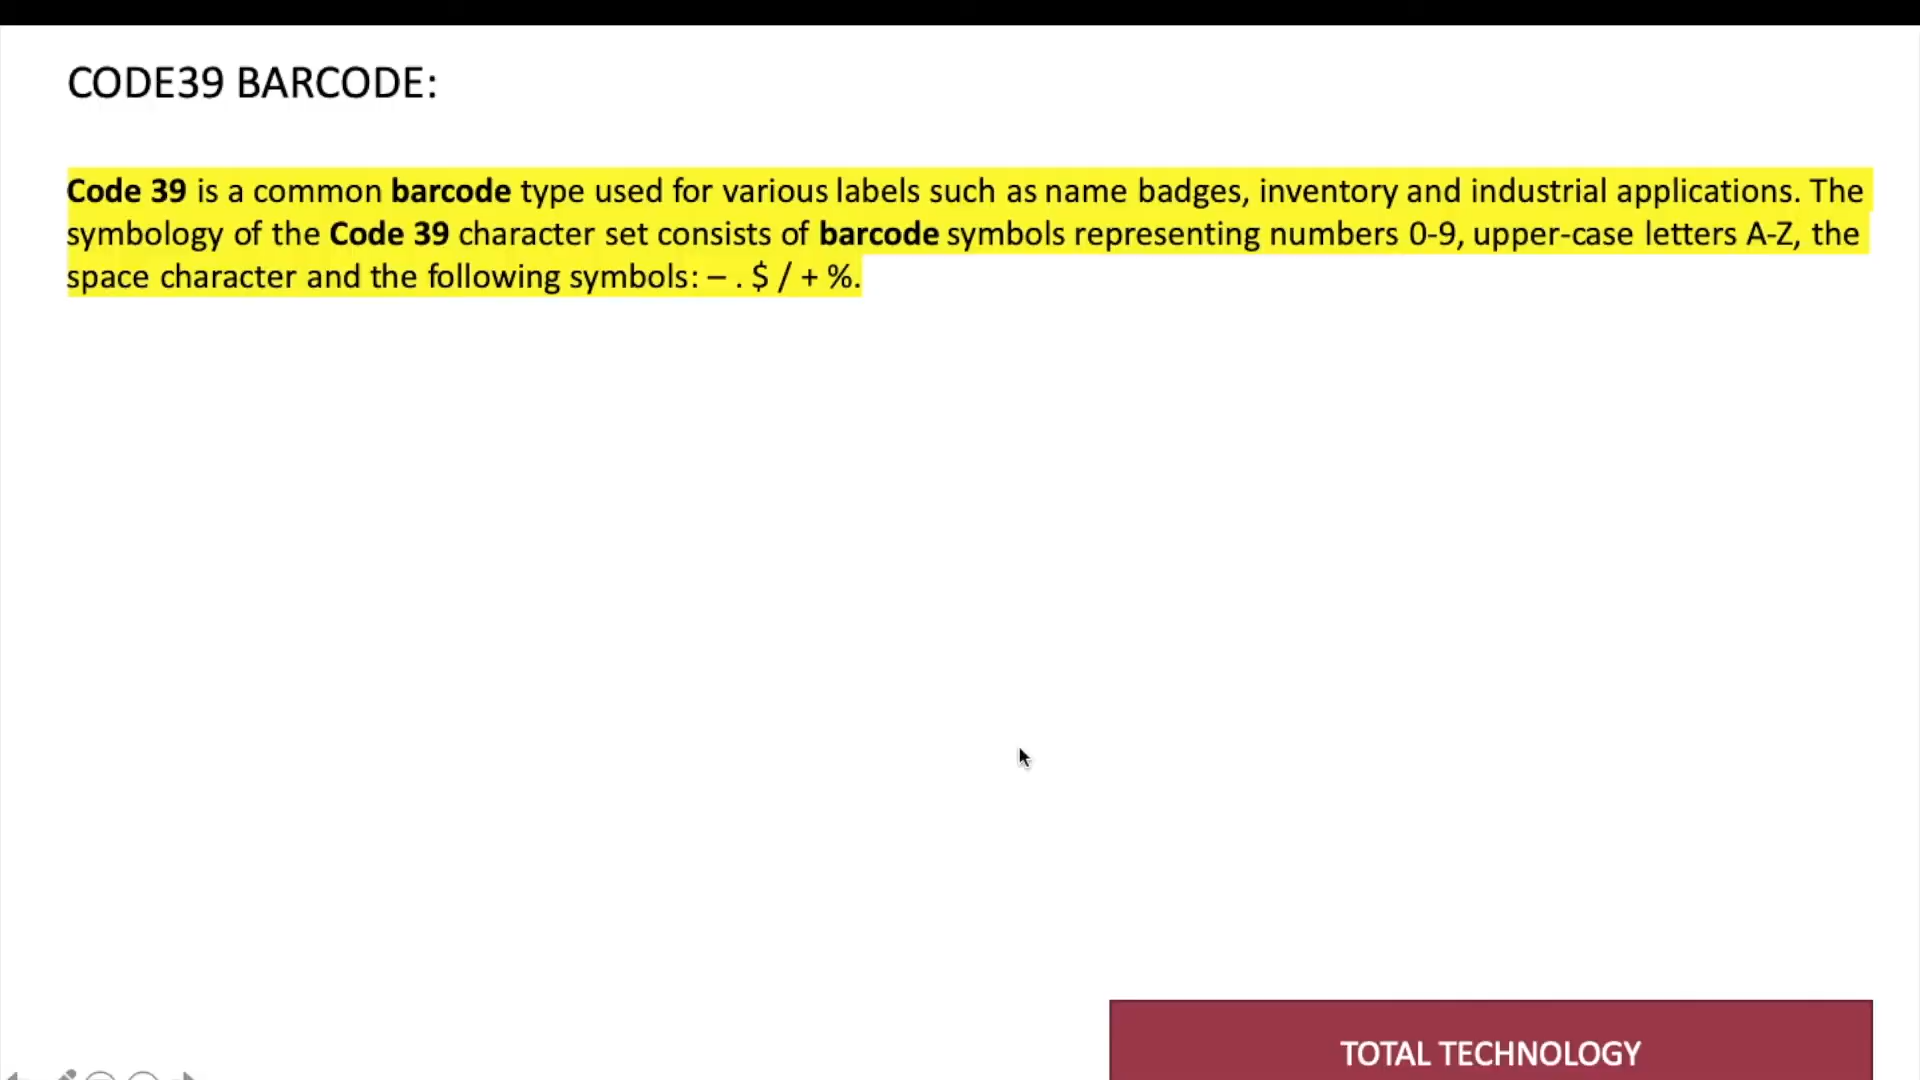 CODE39 BARCODE:
Code 39 is a common barcode type used for various labels such as name badges, inventory and industrial applications. The
symbology of the Code 39 character set consists of barcode symbols representing numbers 0-9, upper-case letters A-Z, the
space character and the following symbols: – . $ / + %.
TOTAL TECHNOLOGY